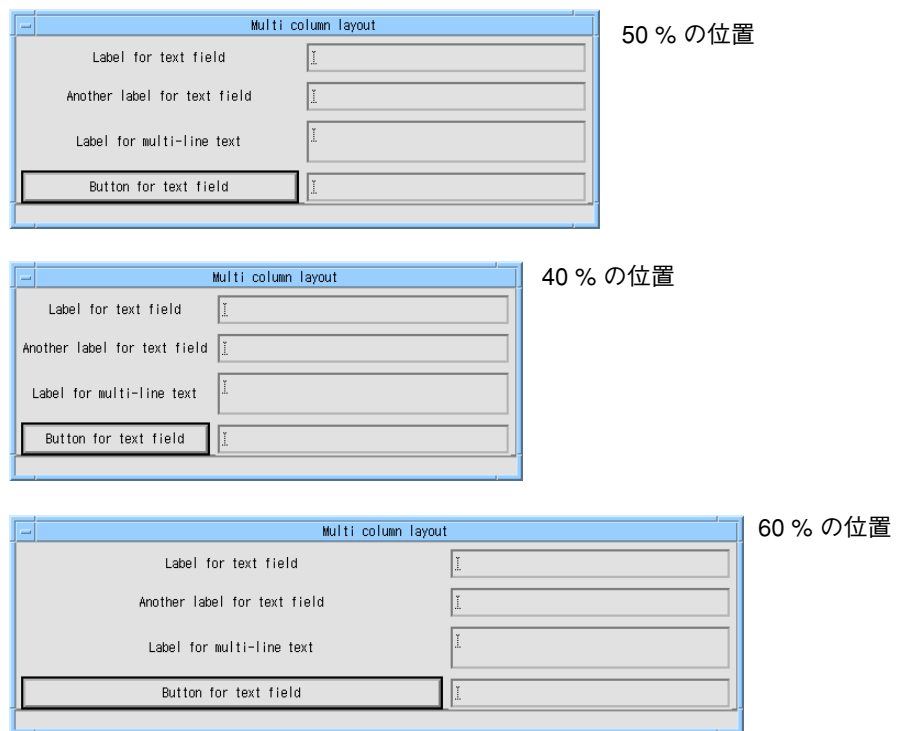 Multi column layout
50 % の位置
Label for text field
Another label for text field
Label for multi-line text
Button for text field
Multi column layout
40 % の位置
Label for text field
Another label for text field
Label for multi-line text
Button for text field
Multi column layout
60 % の位置
Label for text field
Another label for text field
Label for multi-line text
Button for text field